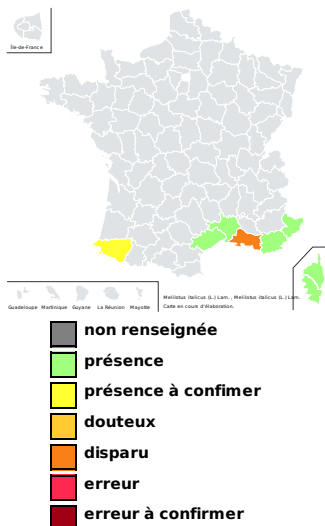 Île-de-France
Guadeloupe Martinique Guyane La Réunion Mayotte
Melilotus italicus (L.) Lam. , Melilotus italicus (L.) Lam.
Carte en cours d'élaboration.
non renseignée
présence
présence à confimer
douteux
disparu
erreur
erreur à confirmer